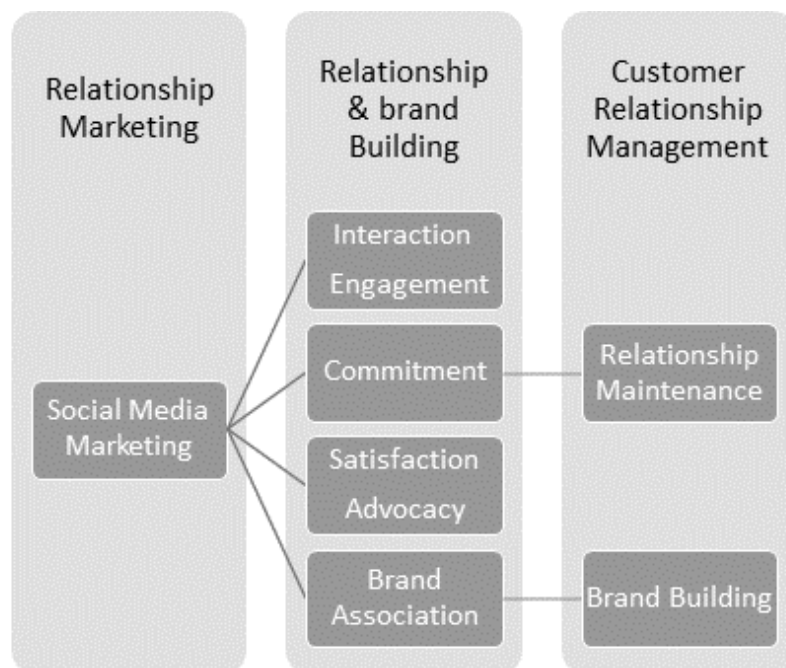 Relationship
Marketing
Social Media
Marketing
Relationship
& brand
Building
Interaction
Engagement
Commitment
Satisfaction
Advocacy
Brand
Association
Customer
Relationship
Management
Relationship
Maintenance
Brand Building